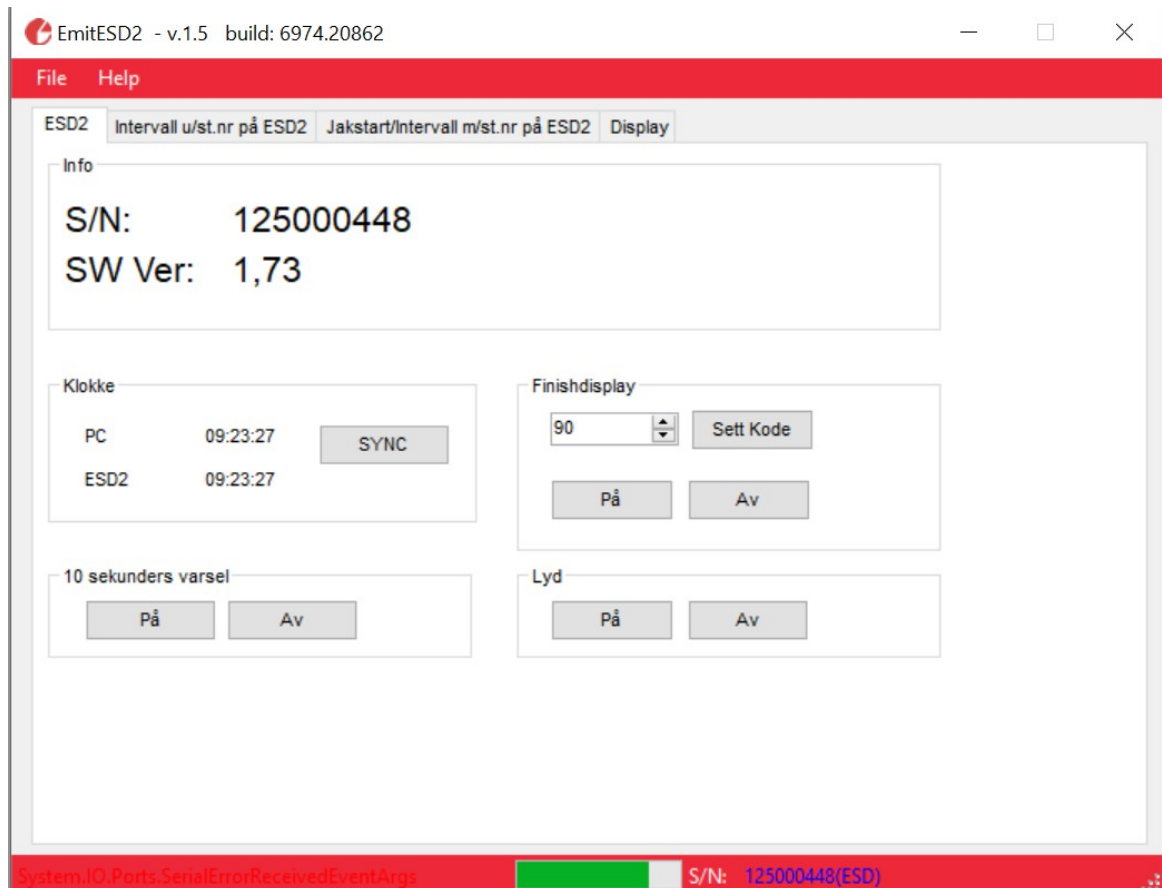 EmitESD2 - v.1.5 build: 6974.20862
File Help
ESD2 Intervall u/st.nr på ESD2 Jakstart/Intervall m/st.nr på ESD2 Display
Info
S/N: 125000448
SW Ver: 1,73
Klokke
PC 09:23:27
SYNC
ESD2 09:23:27
Finishdisplay
90 Sett Kode
På Av
10 sekunders varsel
På Av
Lyd
På Av
System.IO.Ports.SerialErrorReceivedEventArgs S/N: 125000448(ESD)